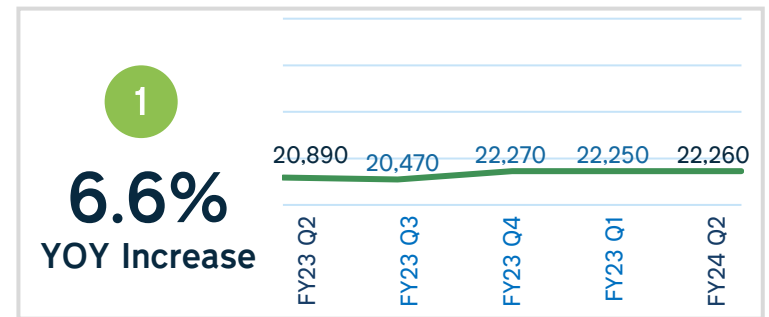 1
6.6%
YOY Increase
20,890
20,470
22,270
22,250
22,260
FY23 Q2
FY23 Q3
FY23 Q4
FY23 Q1
FY24 Q2